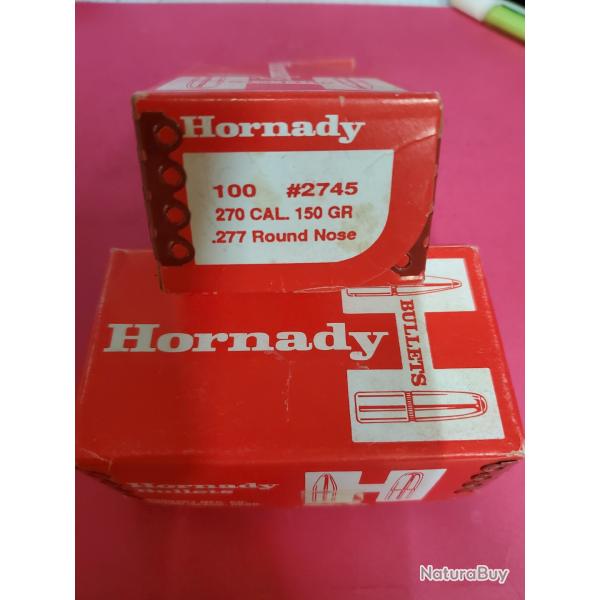 Hornady
100 #2745
270 CAL. 150 GR
.277 Round Nose
Hornady
BULLETS
Hornady
Bullets
NaturaBuy